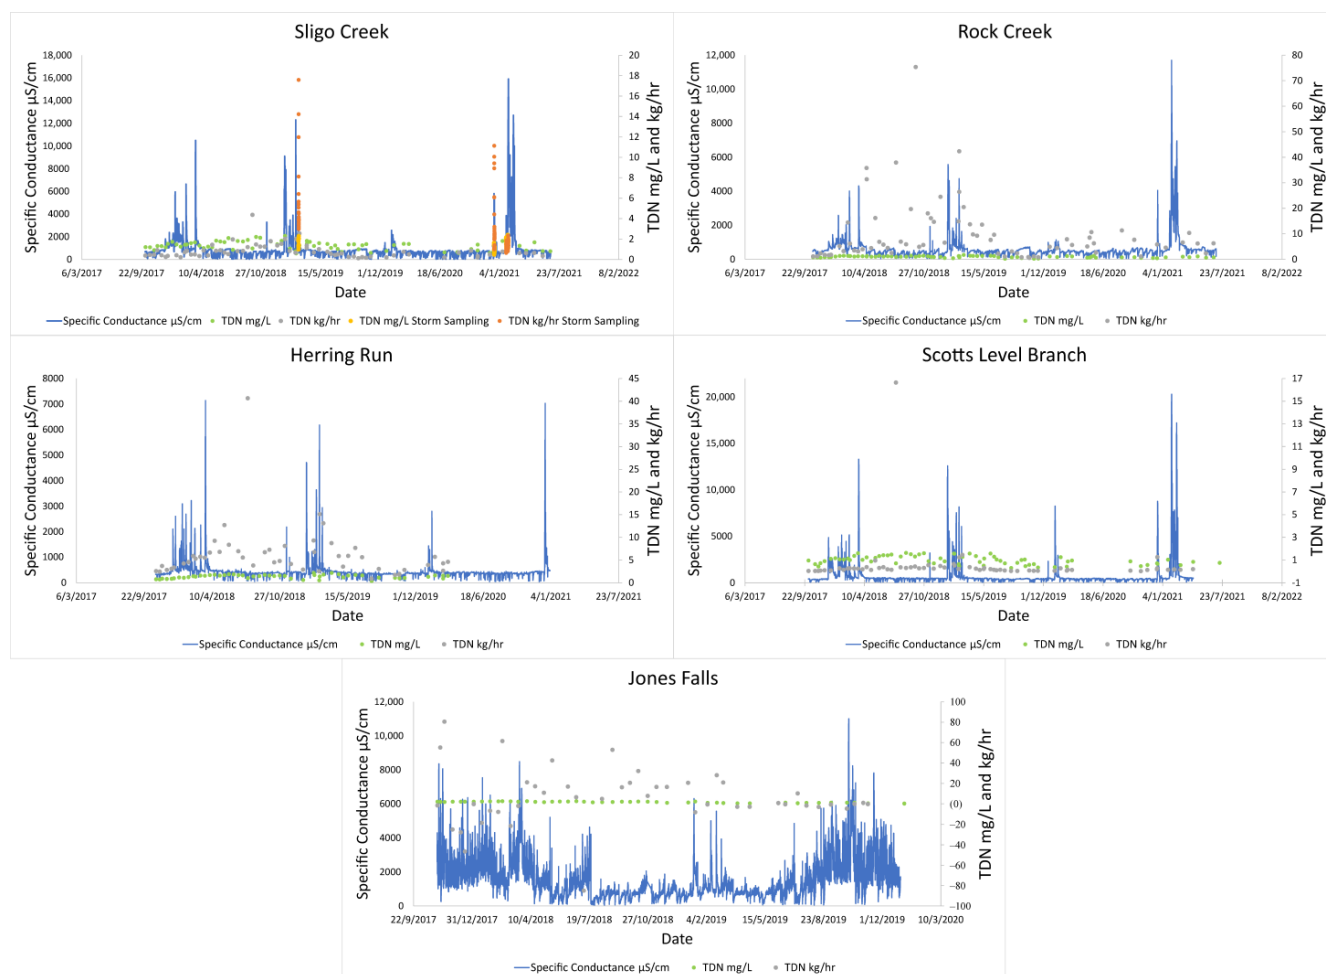 Sligo Creek
18,000
16,000
14,000
12,000
10,000
8000
6000
4000
2000
0
20
18
16
14
12
10
8
6
4
2
0
Specific Conductance µS/cm
TDN mg/L and kg/hr
6/3/2017 22/9/2017 10/4/2018 27/10/2018 15/5/2019 1/12/2019 18/6/2020 4/1/2021 23/7/2021 8/2/2022
Date
Specific Conductance µS/cm TDN mg/L TDN kg/hr TDN mg/L Storm Sampling TDN kg/hr Storm Sampling
Rock Creek
12,000
10,000
8000
6000
4000
2000
0
80
70
60
50
40
30
20
10
0
Specific Conductance µS/cm
TDN mg/L and kg/hr
6/3/2017 22/9/2017 10/4/2018 27/10/2018 15/5/2019 1/12/2019 18/6/2020 4/1/2021 23/7/2021 8/2/2022
Date
Specific Conductance µS/cm TDN mg/L TDN kg/hr
Herring Run
8000
7000
6000
5000
4000
3000
2000
1000
0
45
40
35
30
25
20
15
10
5
0
Specific Conductance µS/cm
TDN mg/L and kg/hr
6/3/2017 22/9/2017 10/4/2018 27/10/2018 15/5/2019 1/12/2019 18/6/2020 4/1/2021 23/7/2021
Date
Specific Conductance µS/cm TDN mg/L TDN kg/hr
Scotts Level Branch
20,000
15,000
10,000
5000
0
17
15
13
11
9
7
5
3
1
-1
Specific Conductance µS/cm
TDN mg/L and kg/hr
6/3/2017 22/9/2017 10/4/2018 27/10/2018 15/5/2019 1/12/2019 18/6/2020 4/1/2021 23/7/2021 8/2/2022
Date
Specific Conductance µS/cm TDN mg/L TDN kg/hr
Jones Falls
12,000
10,000
8000
6000
4000
2000
0
100
80
60
40
20
(0)
−20
−40
−60
−80
−100
Specific Conductance µS/cm
TDN mg/L and kg/hr
22/9/2017 31/12/2017 10/4/2018 19/7/2018 27/10/2018 4/2/2019 15/5/2019 23/8/2019 1/12/2019 10/3/2020
Date
Specific Conductance µS/cm TDN mg/L TDN kg/hr